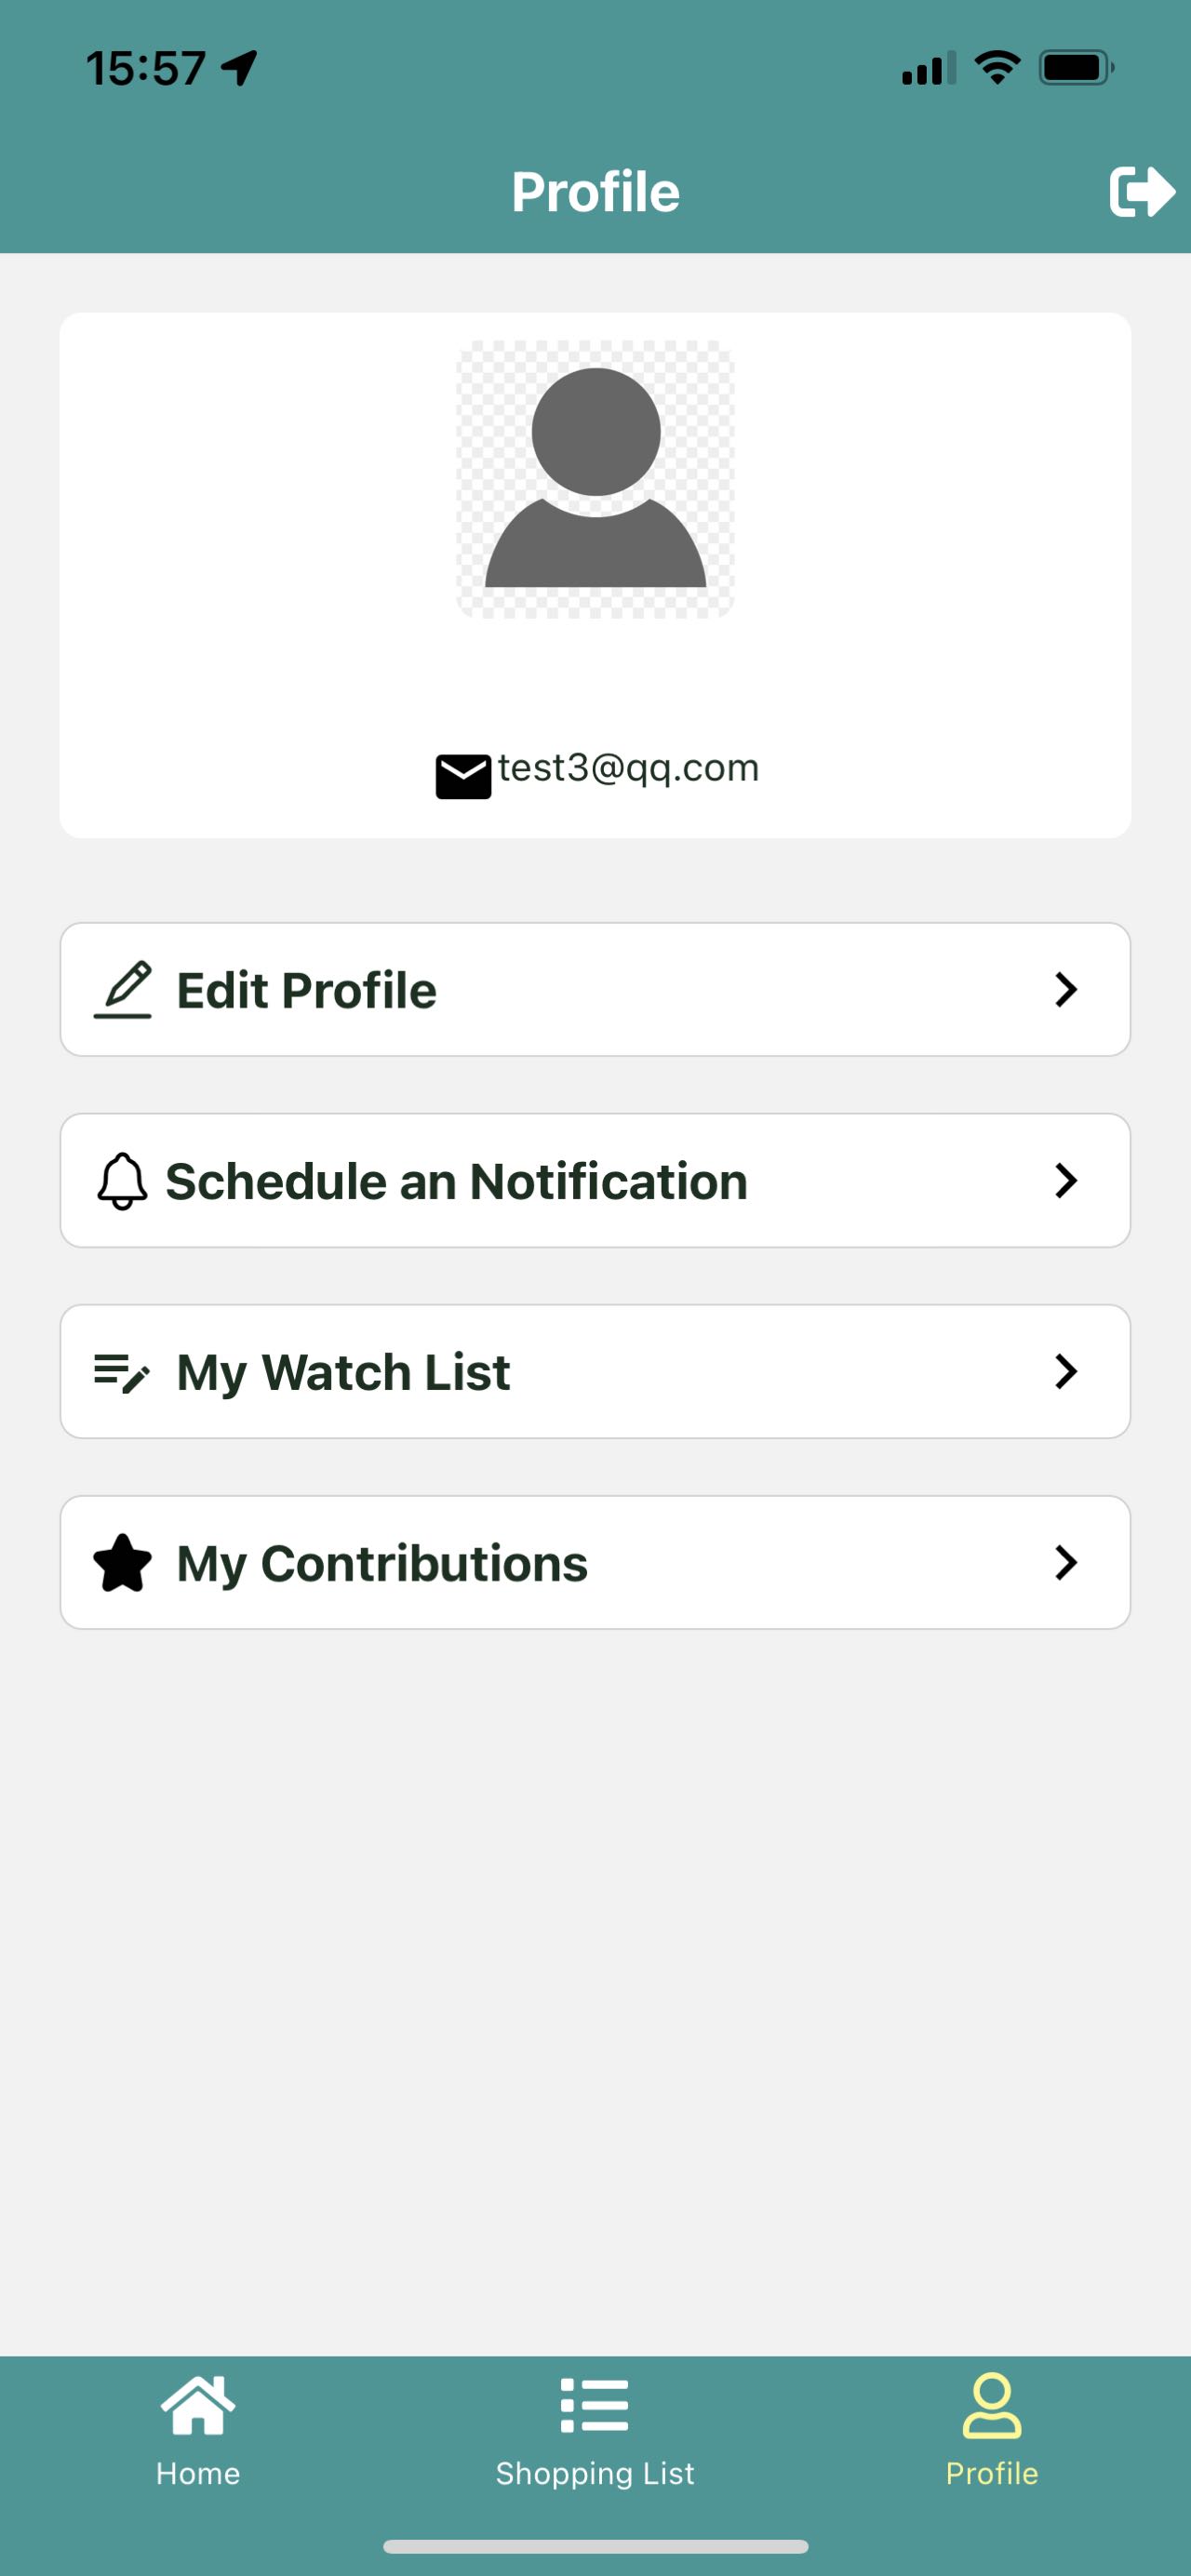 15:57
Profile
test3@qq.com
Edit Profile
Schedule an Notification
My Watch List
My Contributions
Home
Shopping List
Profile